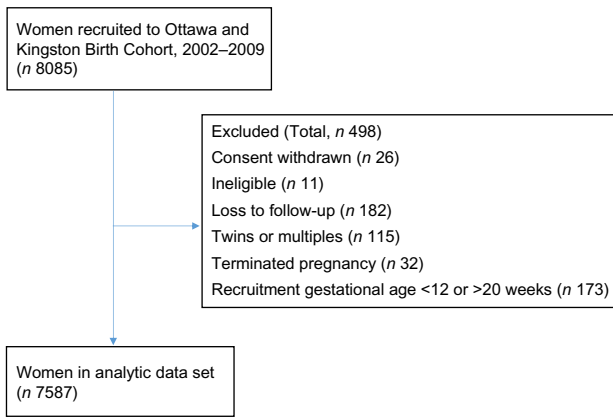 Women recruited to Ottawa and
Kingston Birth Cohort, 2002–2009
(n 8085)
Excluded (Total, n 498)
Consent withdrawn (n 26)
Ineligible (n 11)
Loss to follow-up (n 182)
Twins or multiples (n 115)
Terminated pregnancy (n 32)
Recruitment gestational age <12 or >20 weeks (n 173)
Women in analytic data set
(n 7587)